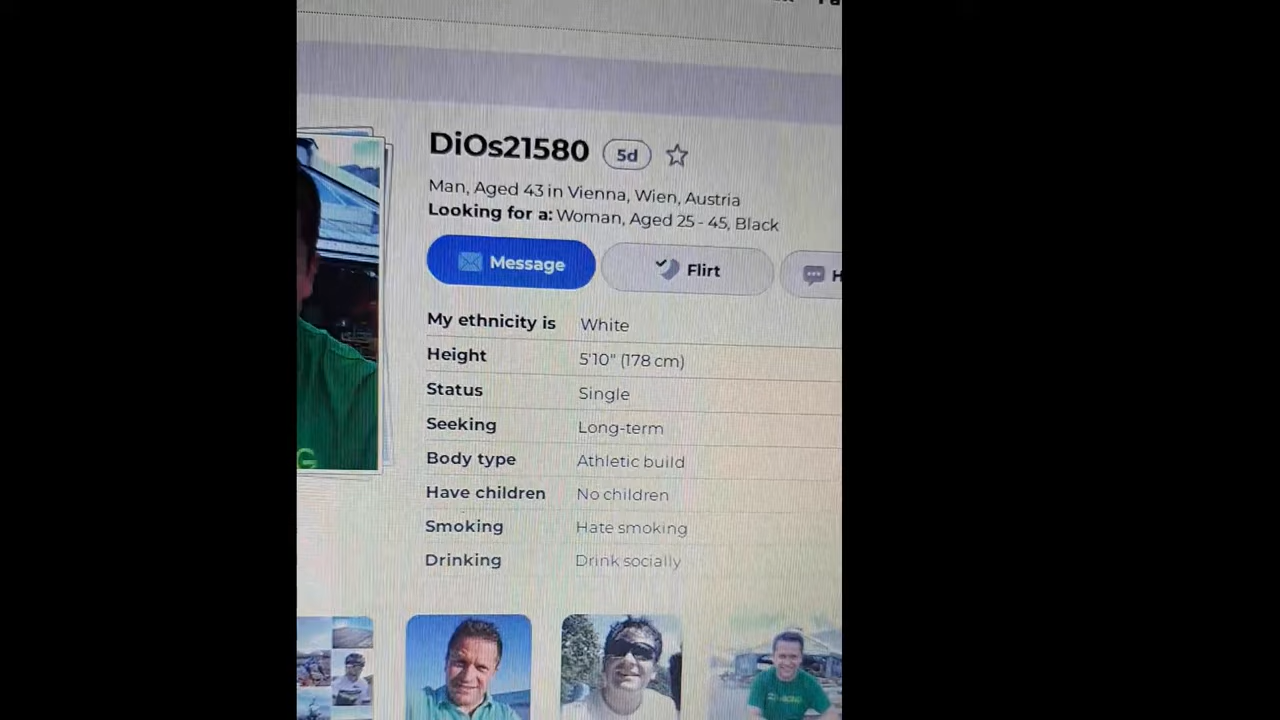 DiOs21580 5d
Man, Aged 43 in Vienna, Wien, Austria
Looking for a: Woman, Aged 25 - 45, Black
Message Flirt H
My ethnicity is White
Height 5'10" (178 cm)
Status Single
Seeking Long-term
Body type Athletic build
Have children No children
Smoking Hate smoking
Drinking Drink socially